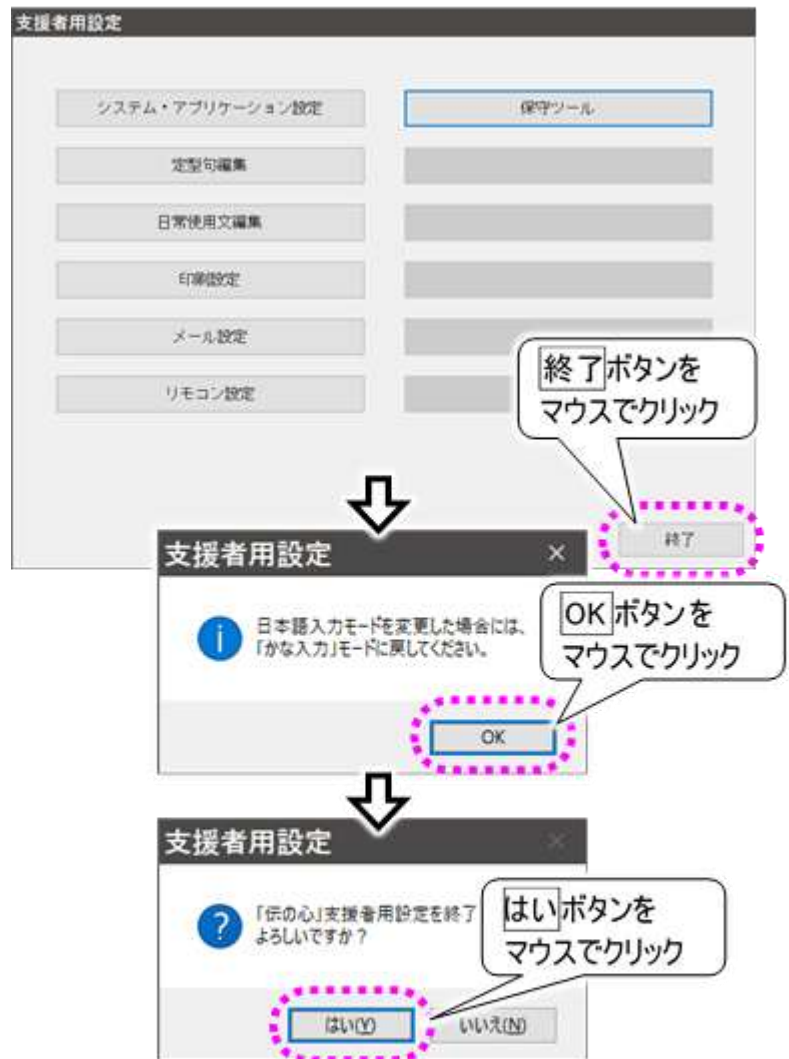 支援者用設定
システム・アプリケーション設定
保守ツール
定型句編集
日常使用文編集
印刷設定
メール設定
リモコン設定
終了ボタンを
マウスでクリック
終了
支援者用設定
日本語入力モードを変更した場合には、
「かな入力」モードに戻してください。
OKボタンを
マウスでクリック
OK
支援者用設定
「伝の心」支援者用設定を終了
よろしいですか？
はいボタンを
マウスでクリック
はい(Y)
いいえ(N)